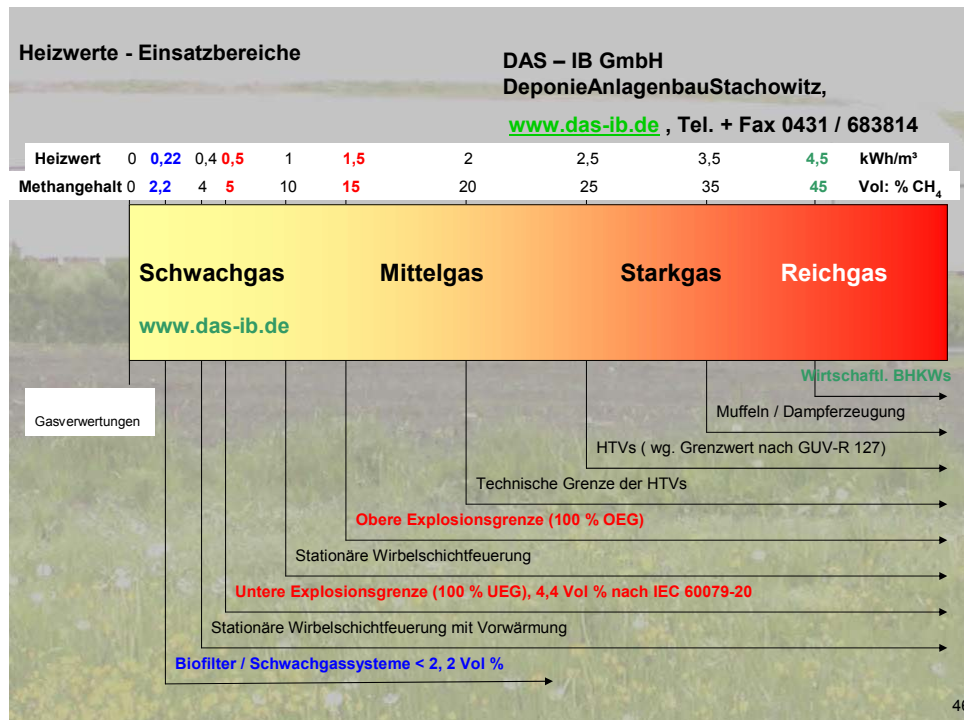 Heizwerte - Einsatzbereiche
DAS – IB GmbH
DeponieAnlagenbauStachowitz,
www.das-ib.de , Tel. + Fax 0431 / 683814
Heizwert 0 0,22 0,4 0,5 1 1,5 2 2,5 3,5 4,5 kWh/m³
Methangehalt 0 2,2 4 5 10 15 20 25 35 45 Vol: % CH₄
Schwachgas Mittelgas Starkgas Reichgas
www.das-ib.de
Wirtschaftl. BHKWs
Gasverwertungen
Muffeln / Dampferzeugung
HTVs ( wg. Grenzwert nach GUV-R 127)
Technische Grenze der HTVs
Obere Explosionsgrenze (100 % OEG)
Stationäre Wirbelschichtfeuerung
Untere Explosionsgrenze (100 % UEG), 4,4 Vol % nach IEC 60079-20
Stationäre Wirbelschichtfeuerung mit Vorwärmung
Biofilter / Schwachgassysteme < 2, 2 Vol %
46